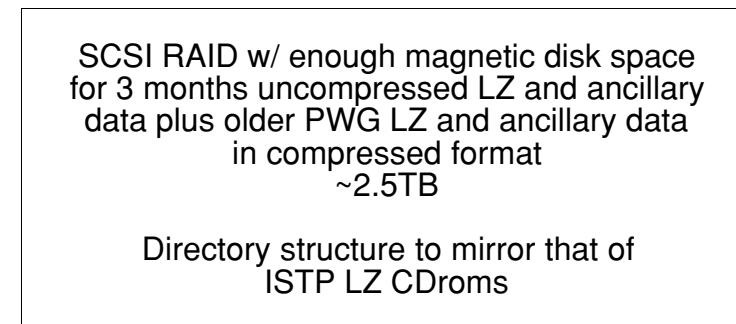 SCSI RAID w/ enough magnetic disk space
for 3 months uncompressed LZ and ancillary
data plus older PWG LZ and ancillary data
in compressed format
~2.5TB
Directory structure to mirror that of
ISTP LZ CDroms